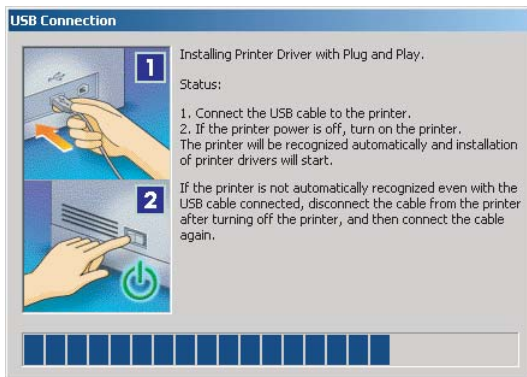 USB Connection
1
Installing Printer Driver with Plug and Play.
Status:
1. Connect the USB cable to the printer.
2. If the printer power is off, turn on the printer.
The printer will be recognized automatically and installation
of printer drivers will start.
2
If the printer is not automatically recognized even with the
USB cable connected, disconnect the cable from the printer
after turning off the printer, and then connect the cable
again.